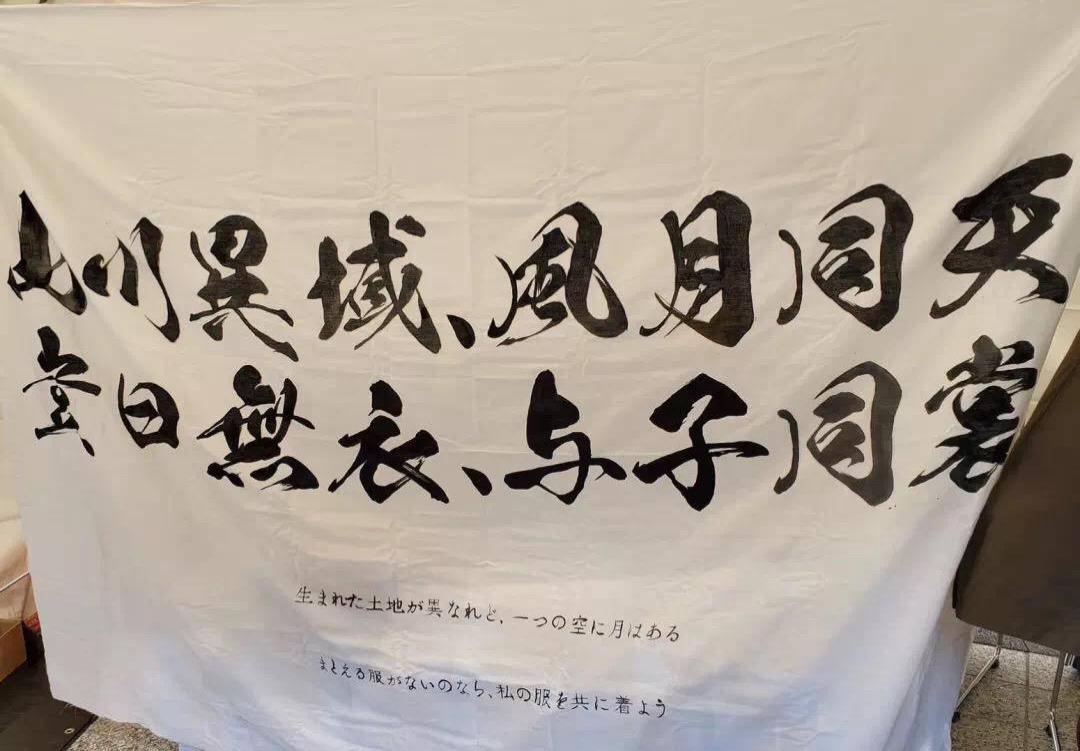 山川異域、風月同天
豈曰無衣、与子同裳
生まれた土地が異なれど、一つの空に月はある
まとえる服がないのなら、私の服を共に着よう